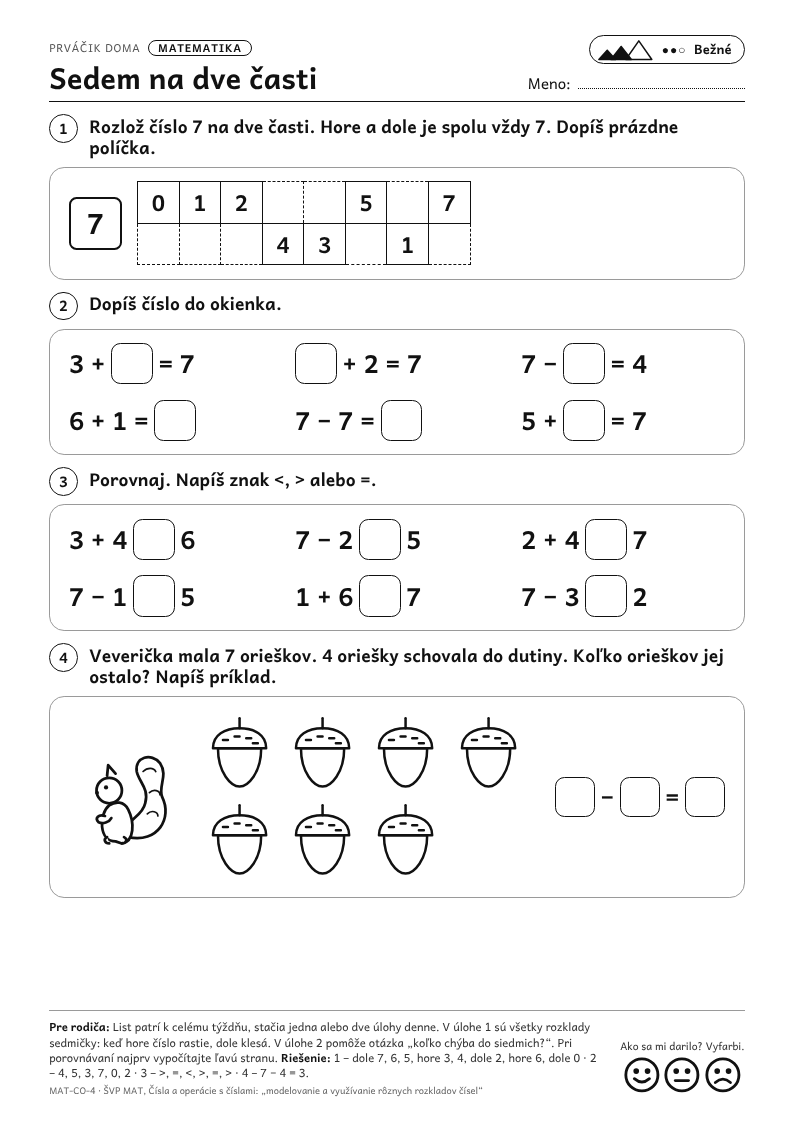 PRVÁČIK DOMA MATEMATIKA
●●○ Bežné
Sedem na dve časti
Meno:
1 Rozlož číslo 7 na dve časti. Hore a dole je spolu vždy 7. Dopíš prázdne
políčka.
7
0 1 2 5 7
4 3 1
2 Dopíš číslo do okienka.
3 + = 7 + 2 = 7 7 − = 4
6 + 1 = 7 − 7 = 5 + = 7
3 Porovnaj. Napíš znak <, > alebo =.
3 + 4 6 7 − 2 5 2 + 4 7
7 − 1 5 1 + 6 7 7 − 3 2
4 Veverička mala 7 orieškov. 4 oriešky schovala do dutiny. Koľko orieškov jej
ostalo? Napíš príklad.
− =
Pre rodiča: List patrí k celému týždňu, stačia jedna alebo dve úlohy denne. V úlohe 1 sú všetky rozklady
sedmičky: keď hore číslo rastie, dole klesá. V úlohe 2 pomôže otázka „koľko chýba do siedmich?“. Pri
porovnávaní najprv vypočítajte ľavú stranu. Riešenie: 1 – dole 7, 6, 5, hore 3, 4, dole 2, hore 6, dole 0 · 2
– 4, 5, 3, 7, 0, 2 · 3 – >, =, <, >, =, > · 4 – 7 − 4 = 3.
MAT-CO-4 · ŠVP MAT, Čísla a operácie s číslami: „modelovanie a využívanie rôznych rozkladov čísel“
Ako sa mi darilo? Vyfarbi.